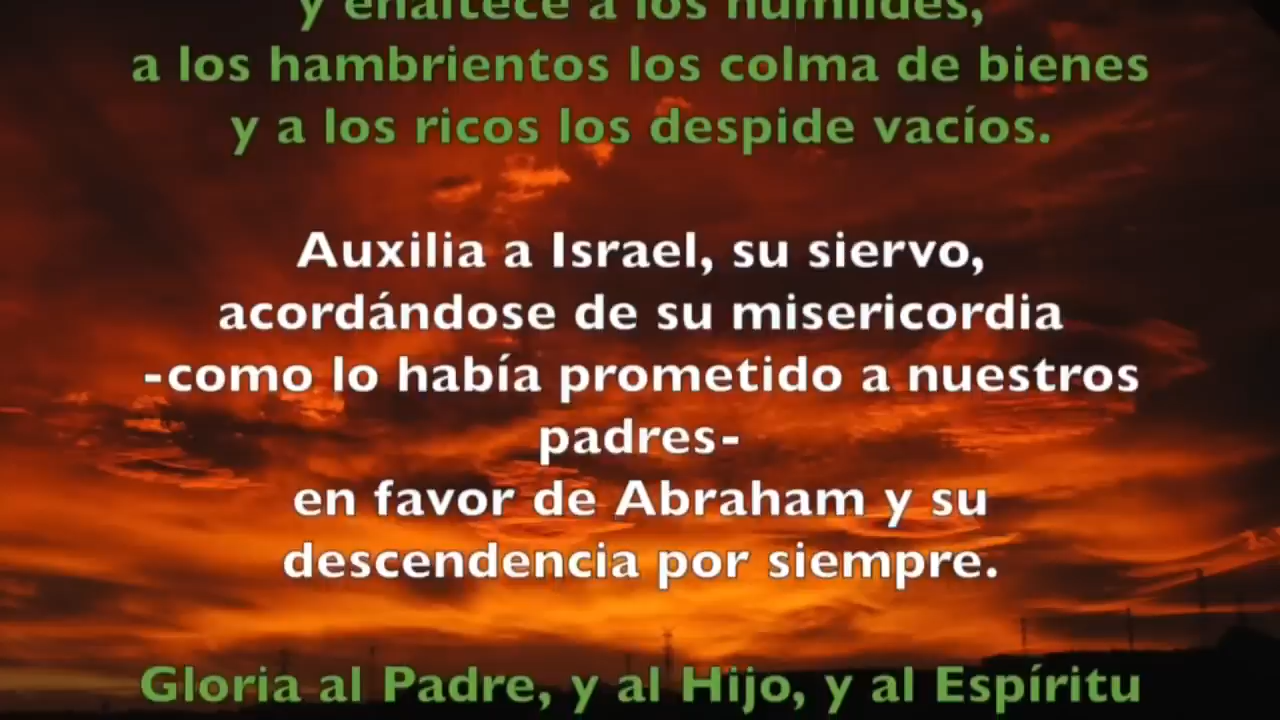 y enaltece a los humildes,
a los hambrientos los colma de bienes
y a los ricos los despide vacíos.
Auxilia a Israel, su siervo,
acordándose de su misericordia
-como lo había prometido a nuestros
padres-
en favor de Abraham y su
descendencia por siempre.
Gloria al Padre, y al Hijo, y al Espíritu